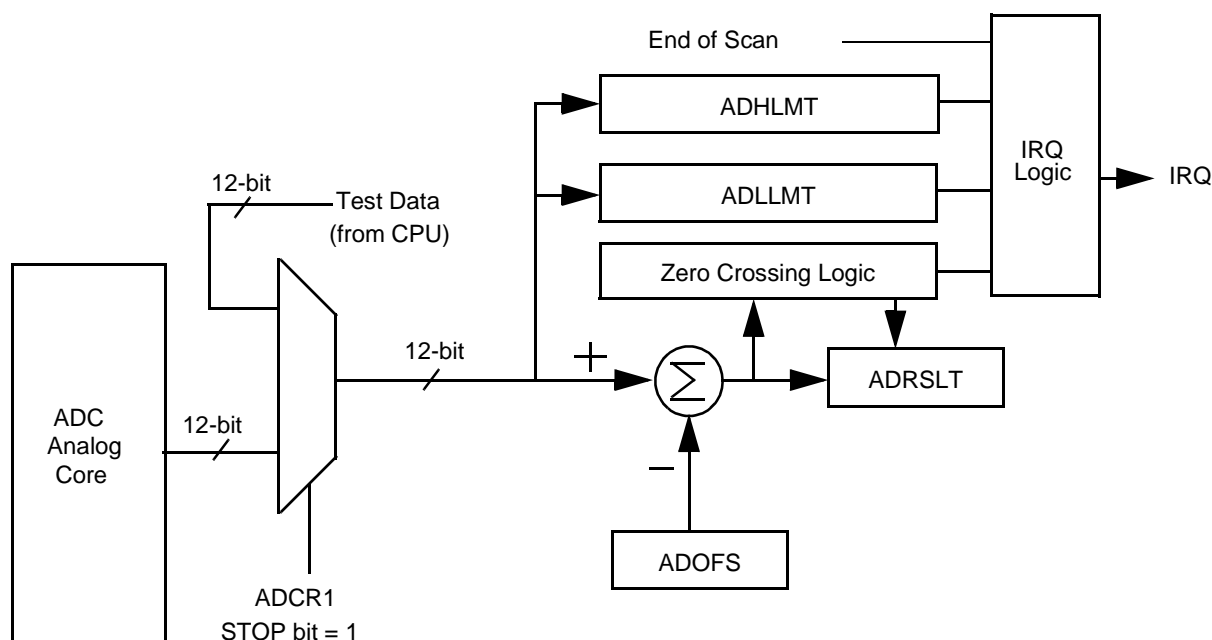 End of Scan
ADHLMT
IRQ
Logic
IRQ
12-bit
Test Data
(from CPU)
ADLLMT
Zero Crossing Logic
12-bit
+
Σ
ADRSLT
ADC
Analog
Core
12-bit
–
ADOFS
ADCR1
STOP bit = 1